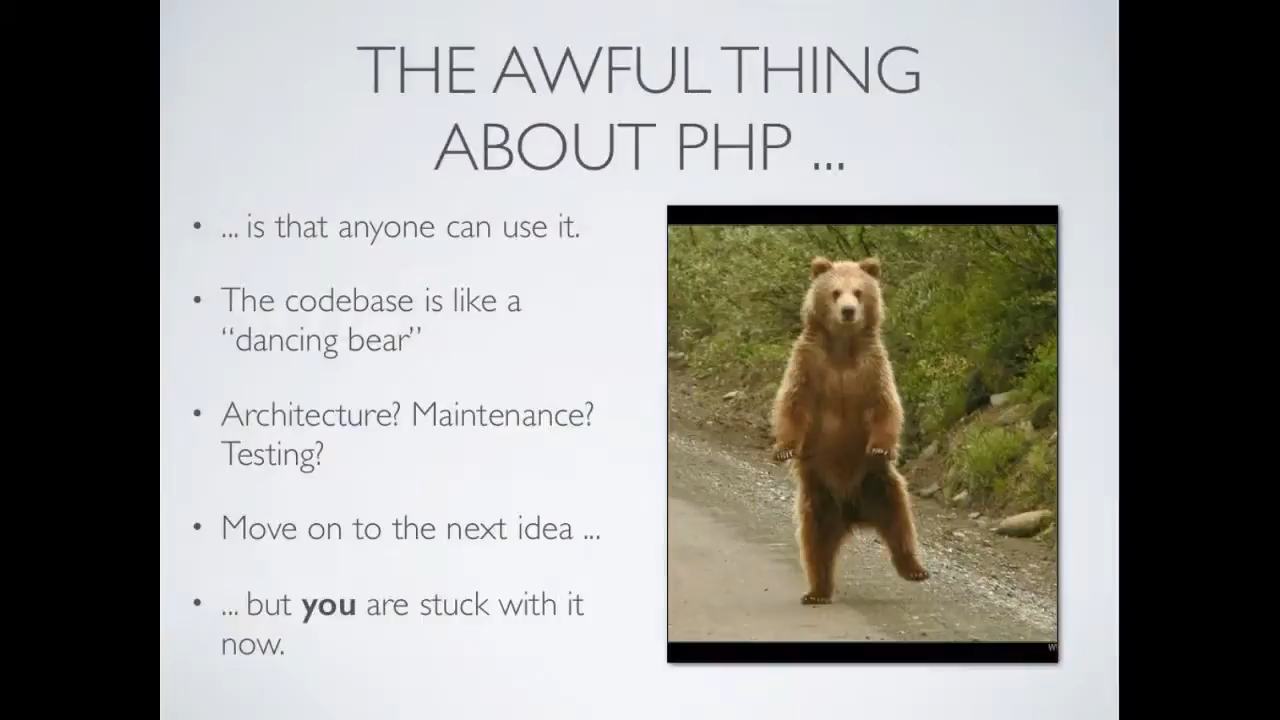 THE AWFUL THING
ABOUT PHP ...
• ... is that anyone can use it.
• The codebase is like a
“dancing bear”
• Architecture? Maintenance?
Testing?
• Move on to the next idea ...
• ... but you are stuck with it
now.